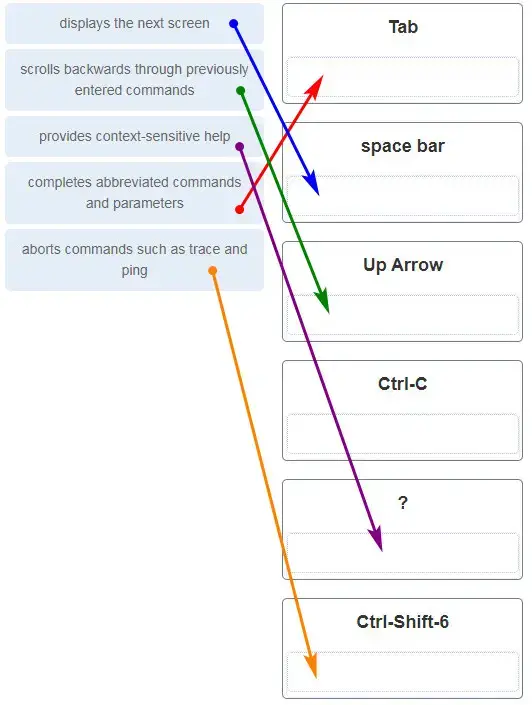 displays the next screen
scrolls backwards through previously
entered commands
provides context-sensitive help
completes abbreviated commands
and parameters
aborts commands such as trace and
ping
Tab
space bar
Up Arrow
Ctrl-C
?
Ctrl-Shift-6